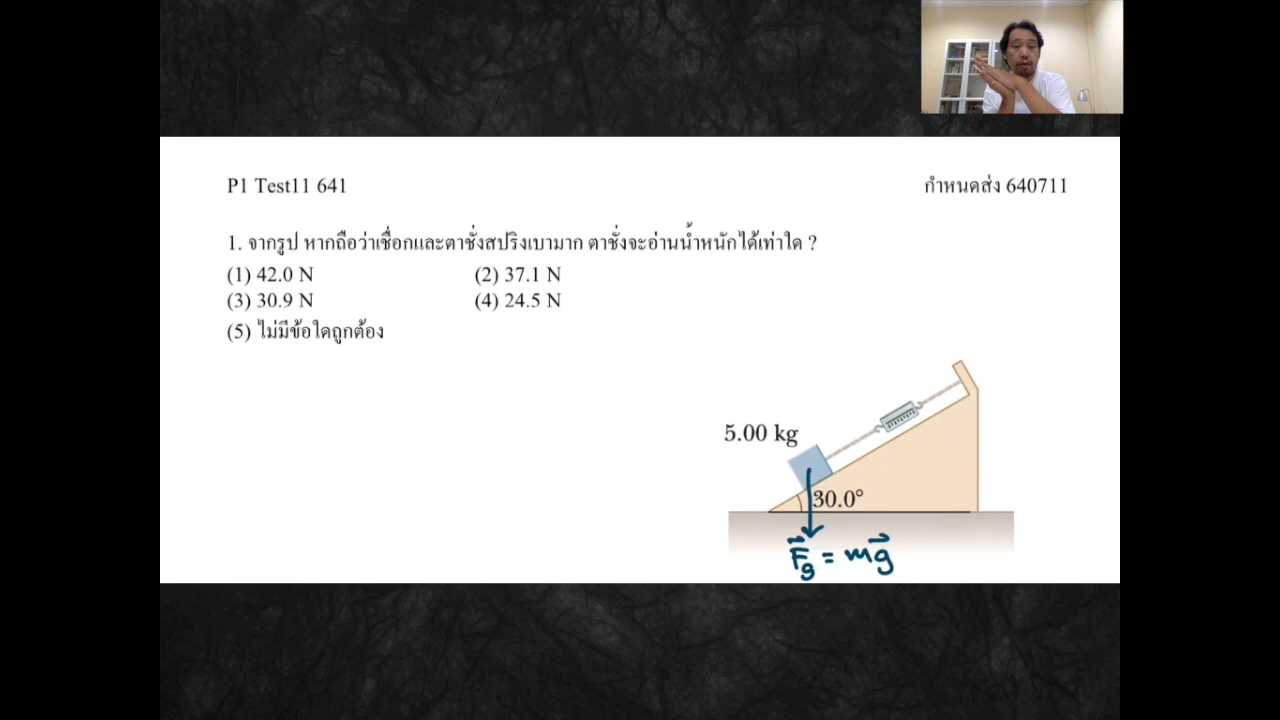 P1 Test11 641
กำหนดส่ง 640711
1. จากรูป หากถือว่าเชื่อกและตาชั่งสปริงเบามาก ตาชั่งจะอ่านน้ำหนักได้เท่าใด ?
(1) 42.0 N (2) 37.1 N
(3) 30.9 N (4) 24.5 N
(5) ไม่มีข้อใดถูกต้อง
5.00 kg
30.0°
F⃗g = mg⃗